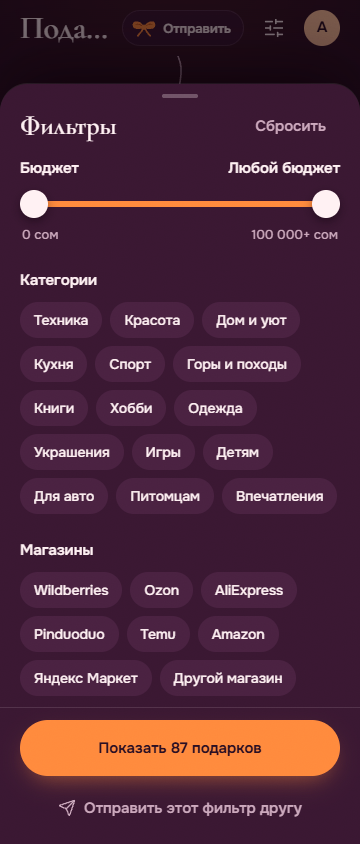 Пода...
Отправить
A
Фильтры
Сбросить
Бюджет
Любой бюджет
0 сом
100 000+ сом
Категории
Техника
Красота
Дом и уют
Кухня
Спорт
Горы и походы
Книги
Хобби
Одежда
Украшения
Игры
Детям
Для авто
Питомцам
Впечатления
Магазины
Wildberries
Ozon
AliExpress
Pinduoduo
Temu
Amazon
Яндекс Маркет
Другой магазин
Показать 87 подарков
Отправить этот фильтр другу